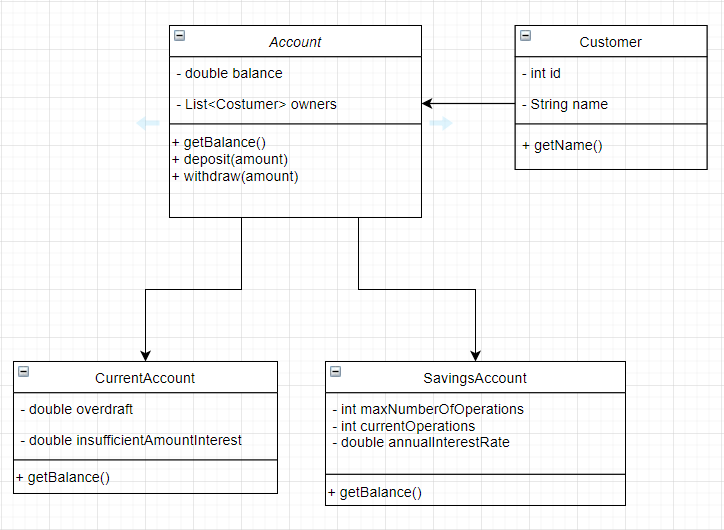 Account
- double balance
- List<Costumer> owners
+ getBalance()
+ deposit(amount)
+ withdraw(amount)
Customer
- int id
- String name
+ getName()
CurrentAccount
- double overdraft
- double insufficientAmountInterest
+ getBalance()
SavingsAccount
- int maxNumberOfOperations
- int currentOperations
- double annualInterestRate
+ getBalance()